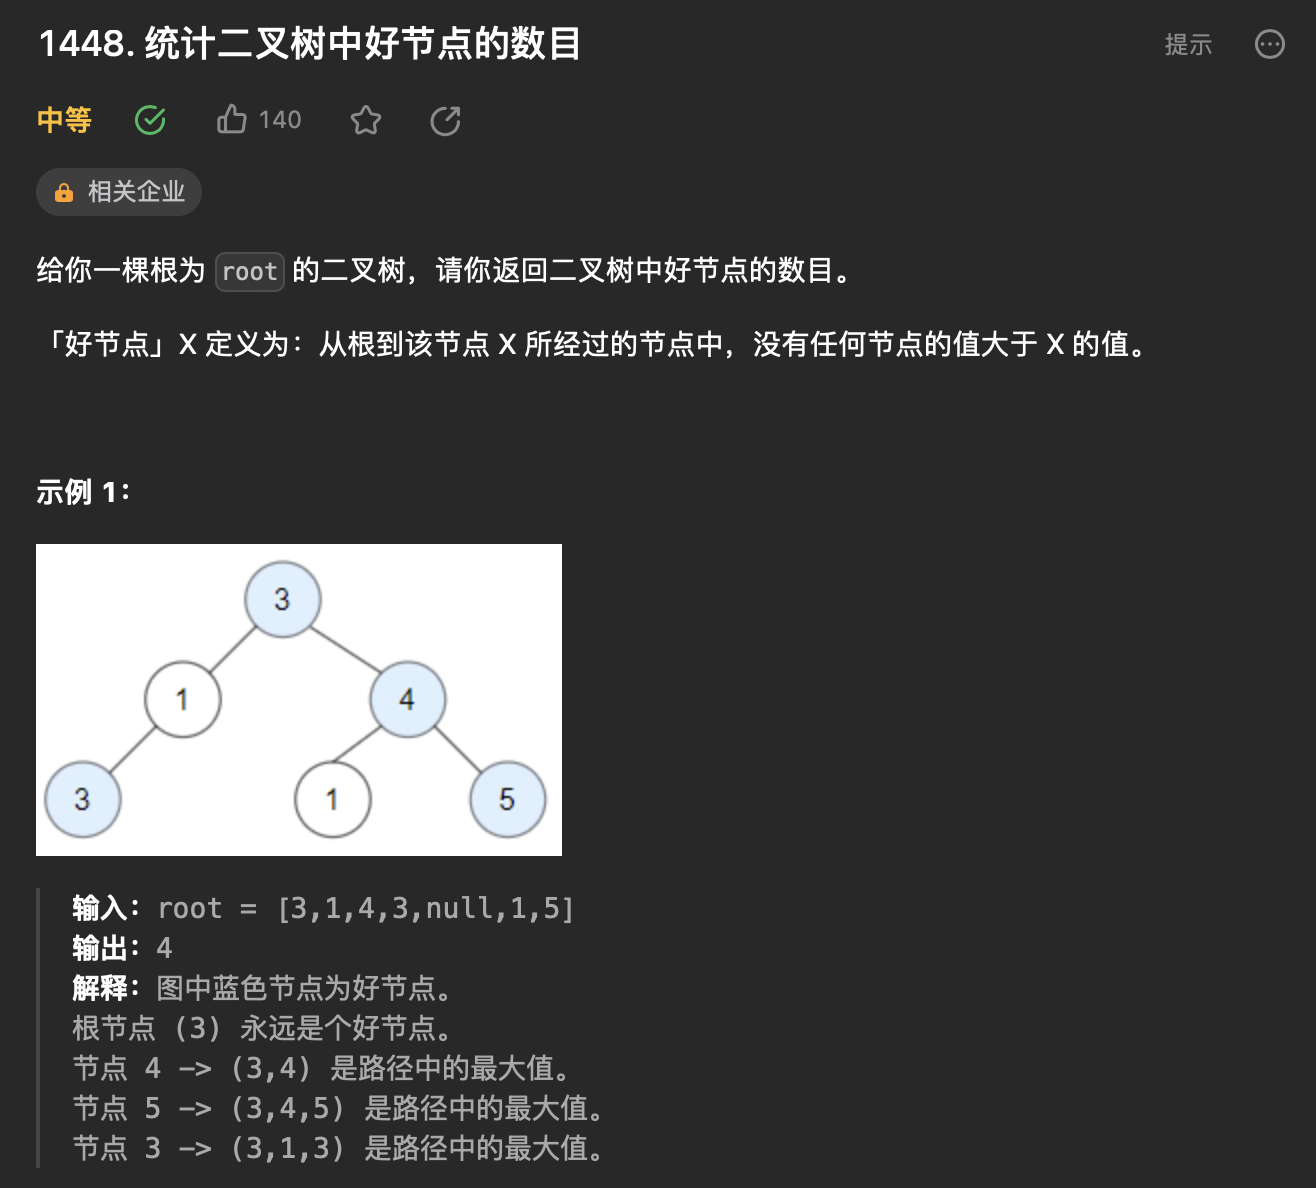 1448. 统计二叉树中好节点的数目
提示
中等
140
相关企业
给你一棵根为 root 的二叉树，请你返回二叉树中好节点的数目。
「好节点」X 定义为：从根到该节点 X 所经过的节点中，没有任何节点的值大于 X 的值。
示例 1：
3
1
4
3
1
5
输入：root = [3,1,4,3,null,1,5]
输出：4
解释：图中蓝色节点为好节点。
根节点 (3) 永远是个好节点。
节点 4 -> (3,4) 是路径中的最大值。
节点 5 -> (3,4,5) 是路径中的最大值。
节点 3 -> (3,1,3) 是路径中的最大值。